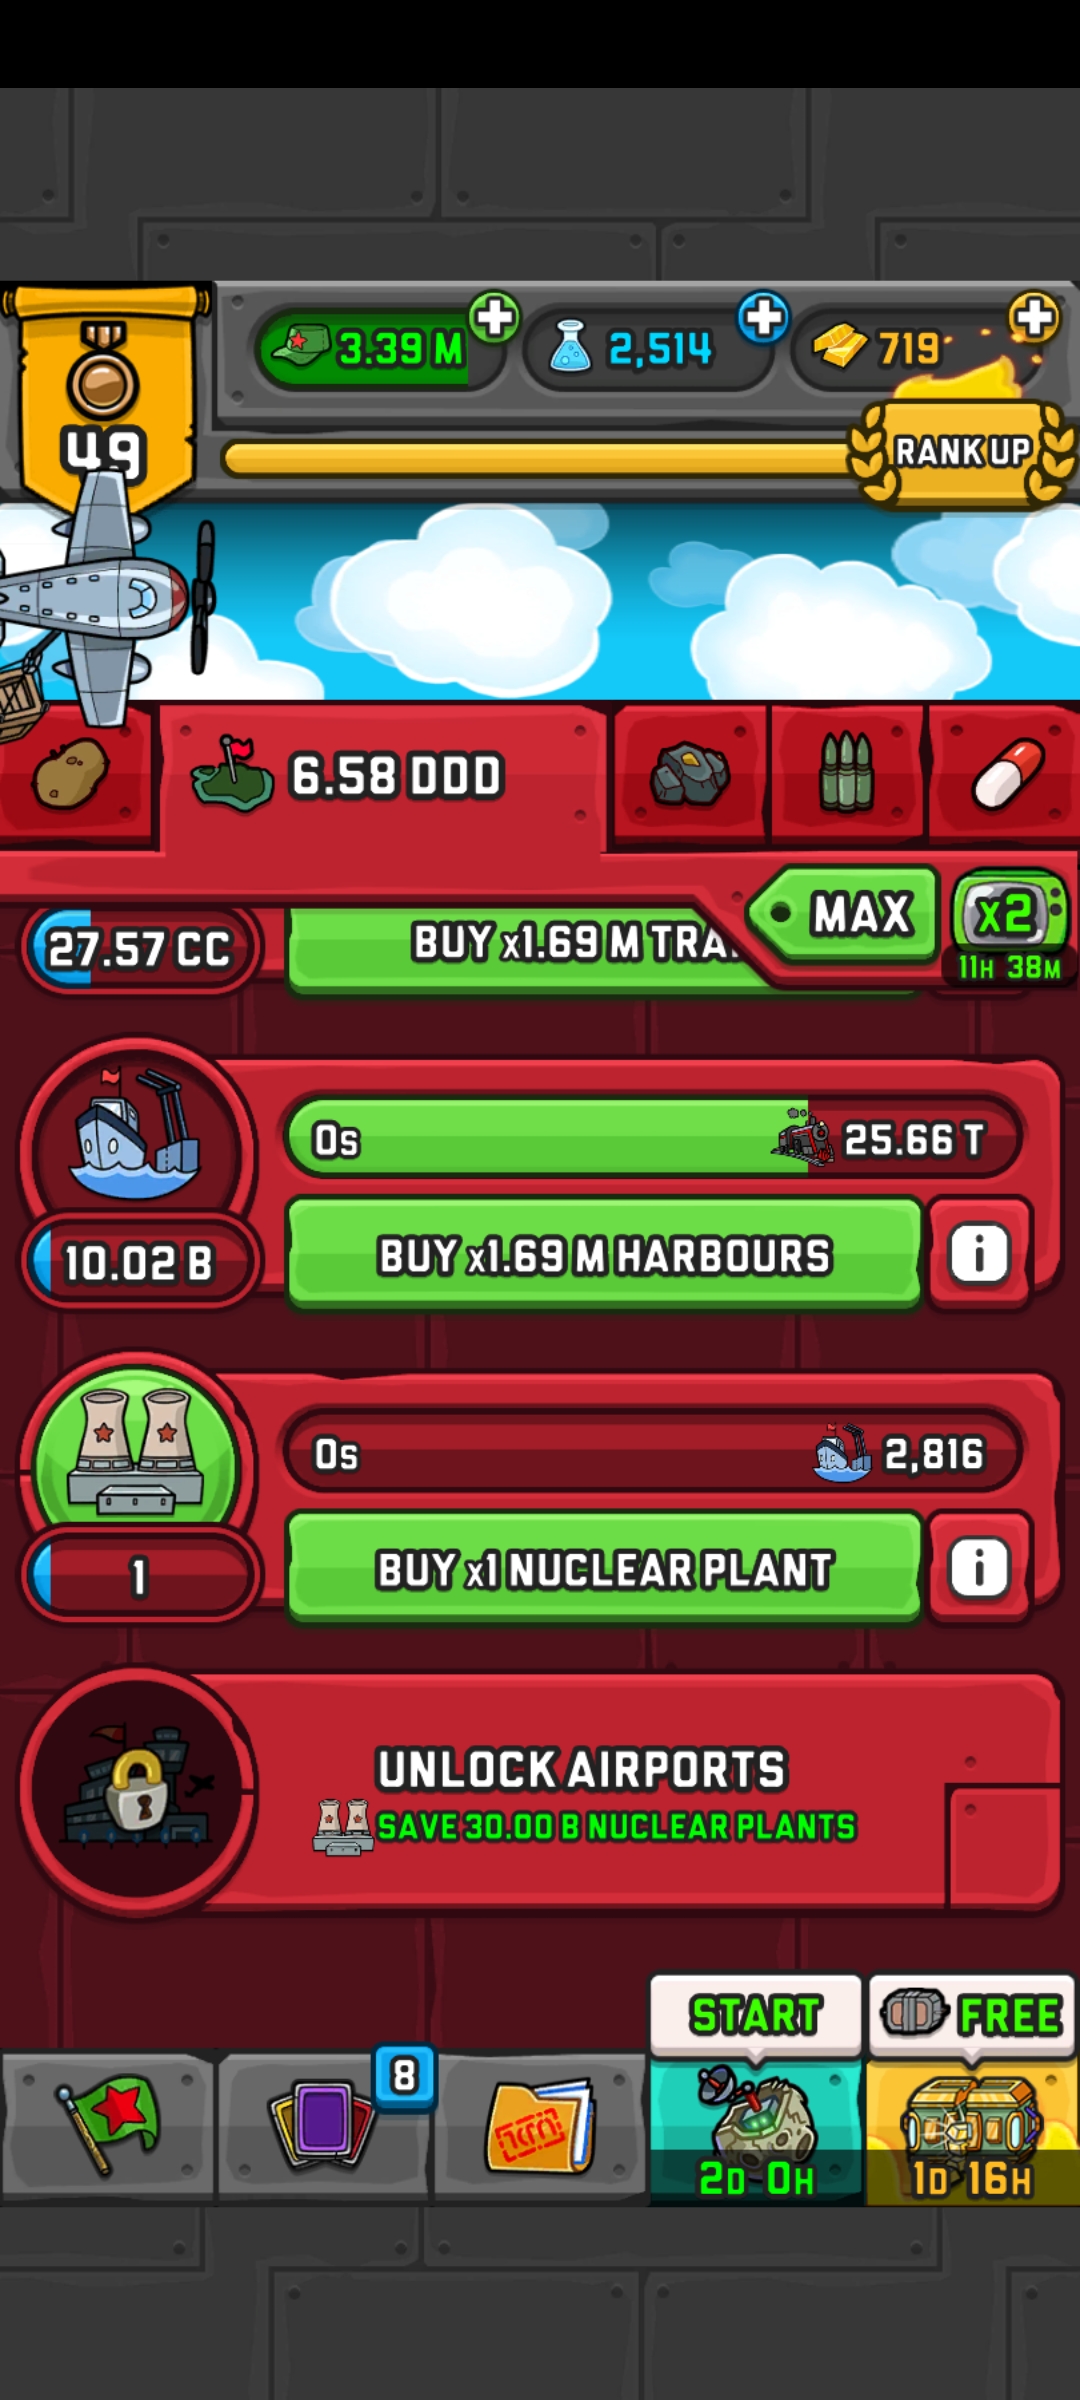 3.39 M
2,514
719
49
RANK UP
6.58 DDD
MAX
x2
11H 38M
27.57 CC
BUY x1.69 M TRA
0s
25.66 T
10.02 B
BUY x1.69 M HARBOURS
i
0s
2,816
1
BUY x1 NUCLEAR PLANT
i
UNLOCK AIRPORTS
SAVE 30.00 B NUCLEAR PLANTS
START
FREE
8
2D 0H
1D 16H